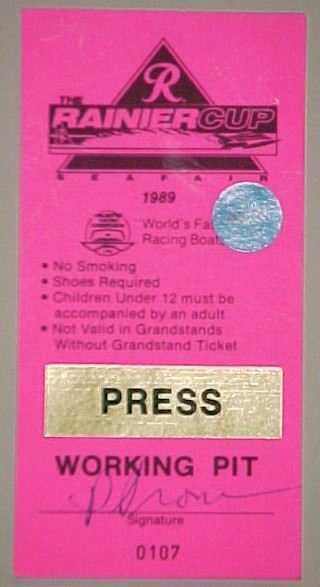 R
THE
RAINIER CUP
SEAFAIR
1989
"World's
Racing
• No Smoking
• Shoes Required
• Children Under 12 must be
accompanied by an adult
• Not Valid in Grandstands
Without Grandstand Ticket
PRESS
WORKING PIT
Signature
0107